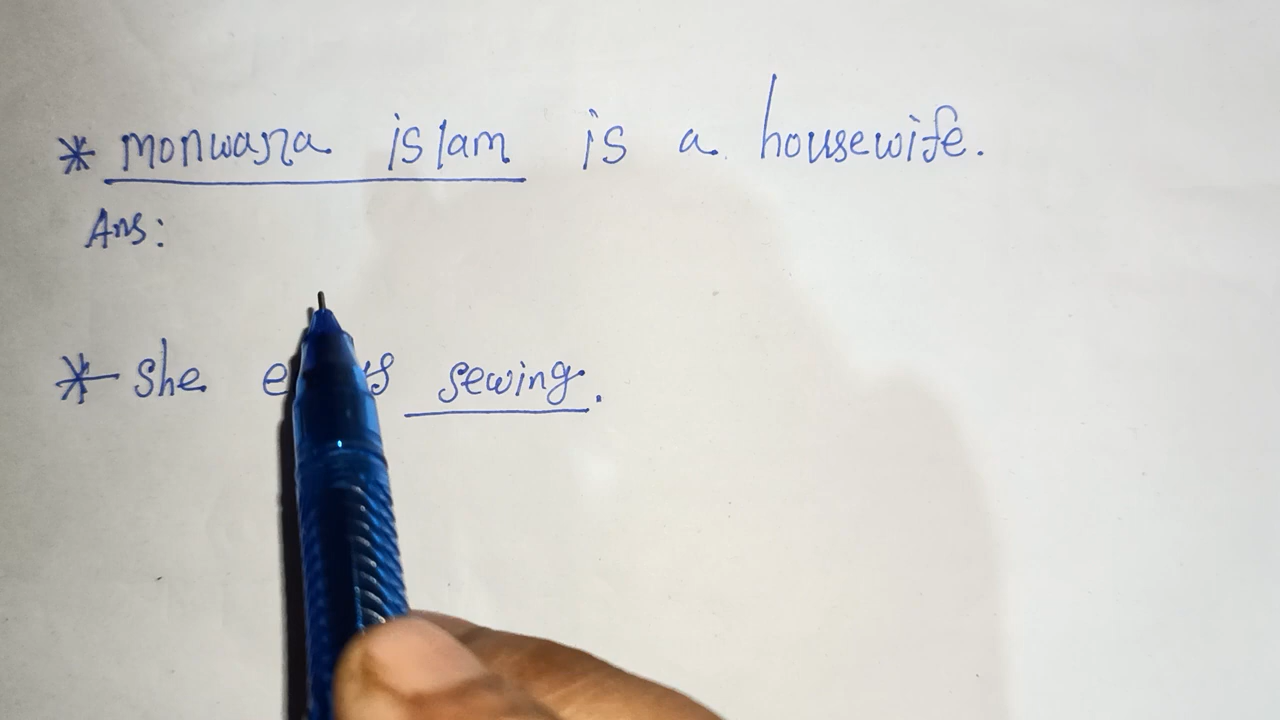 * monwara islam is a housewife.
Ans:
* she sewing.